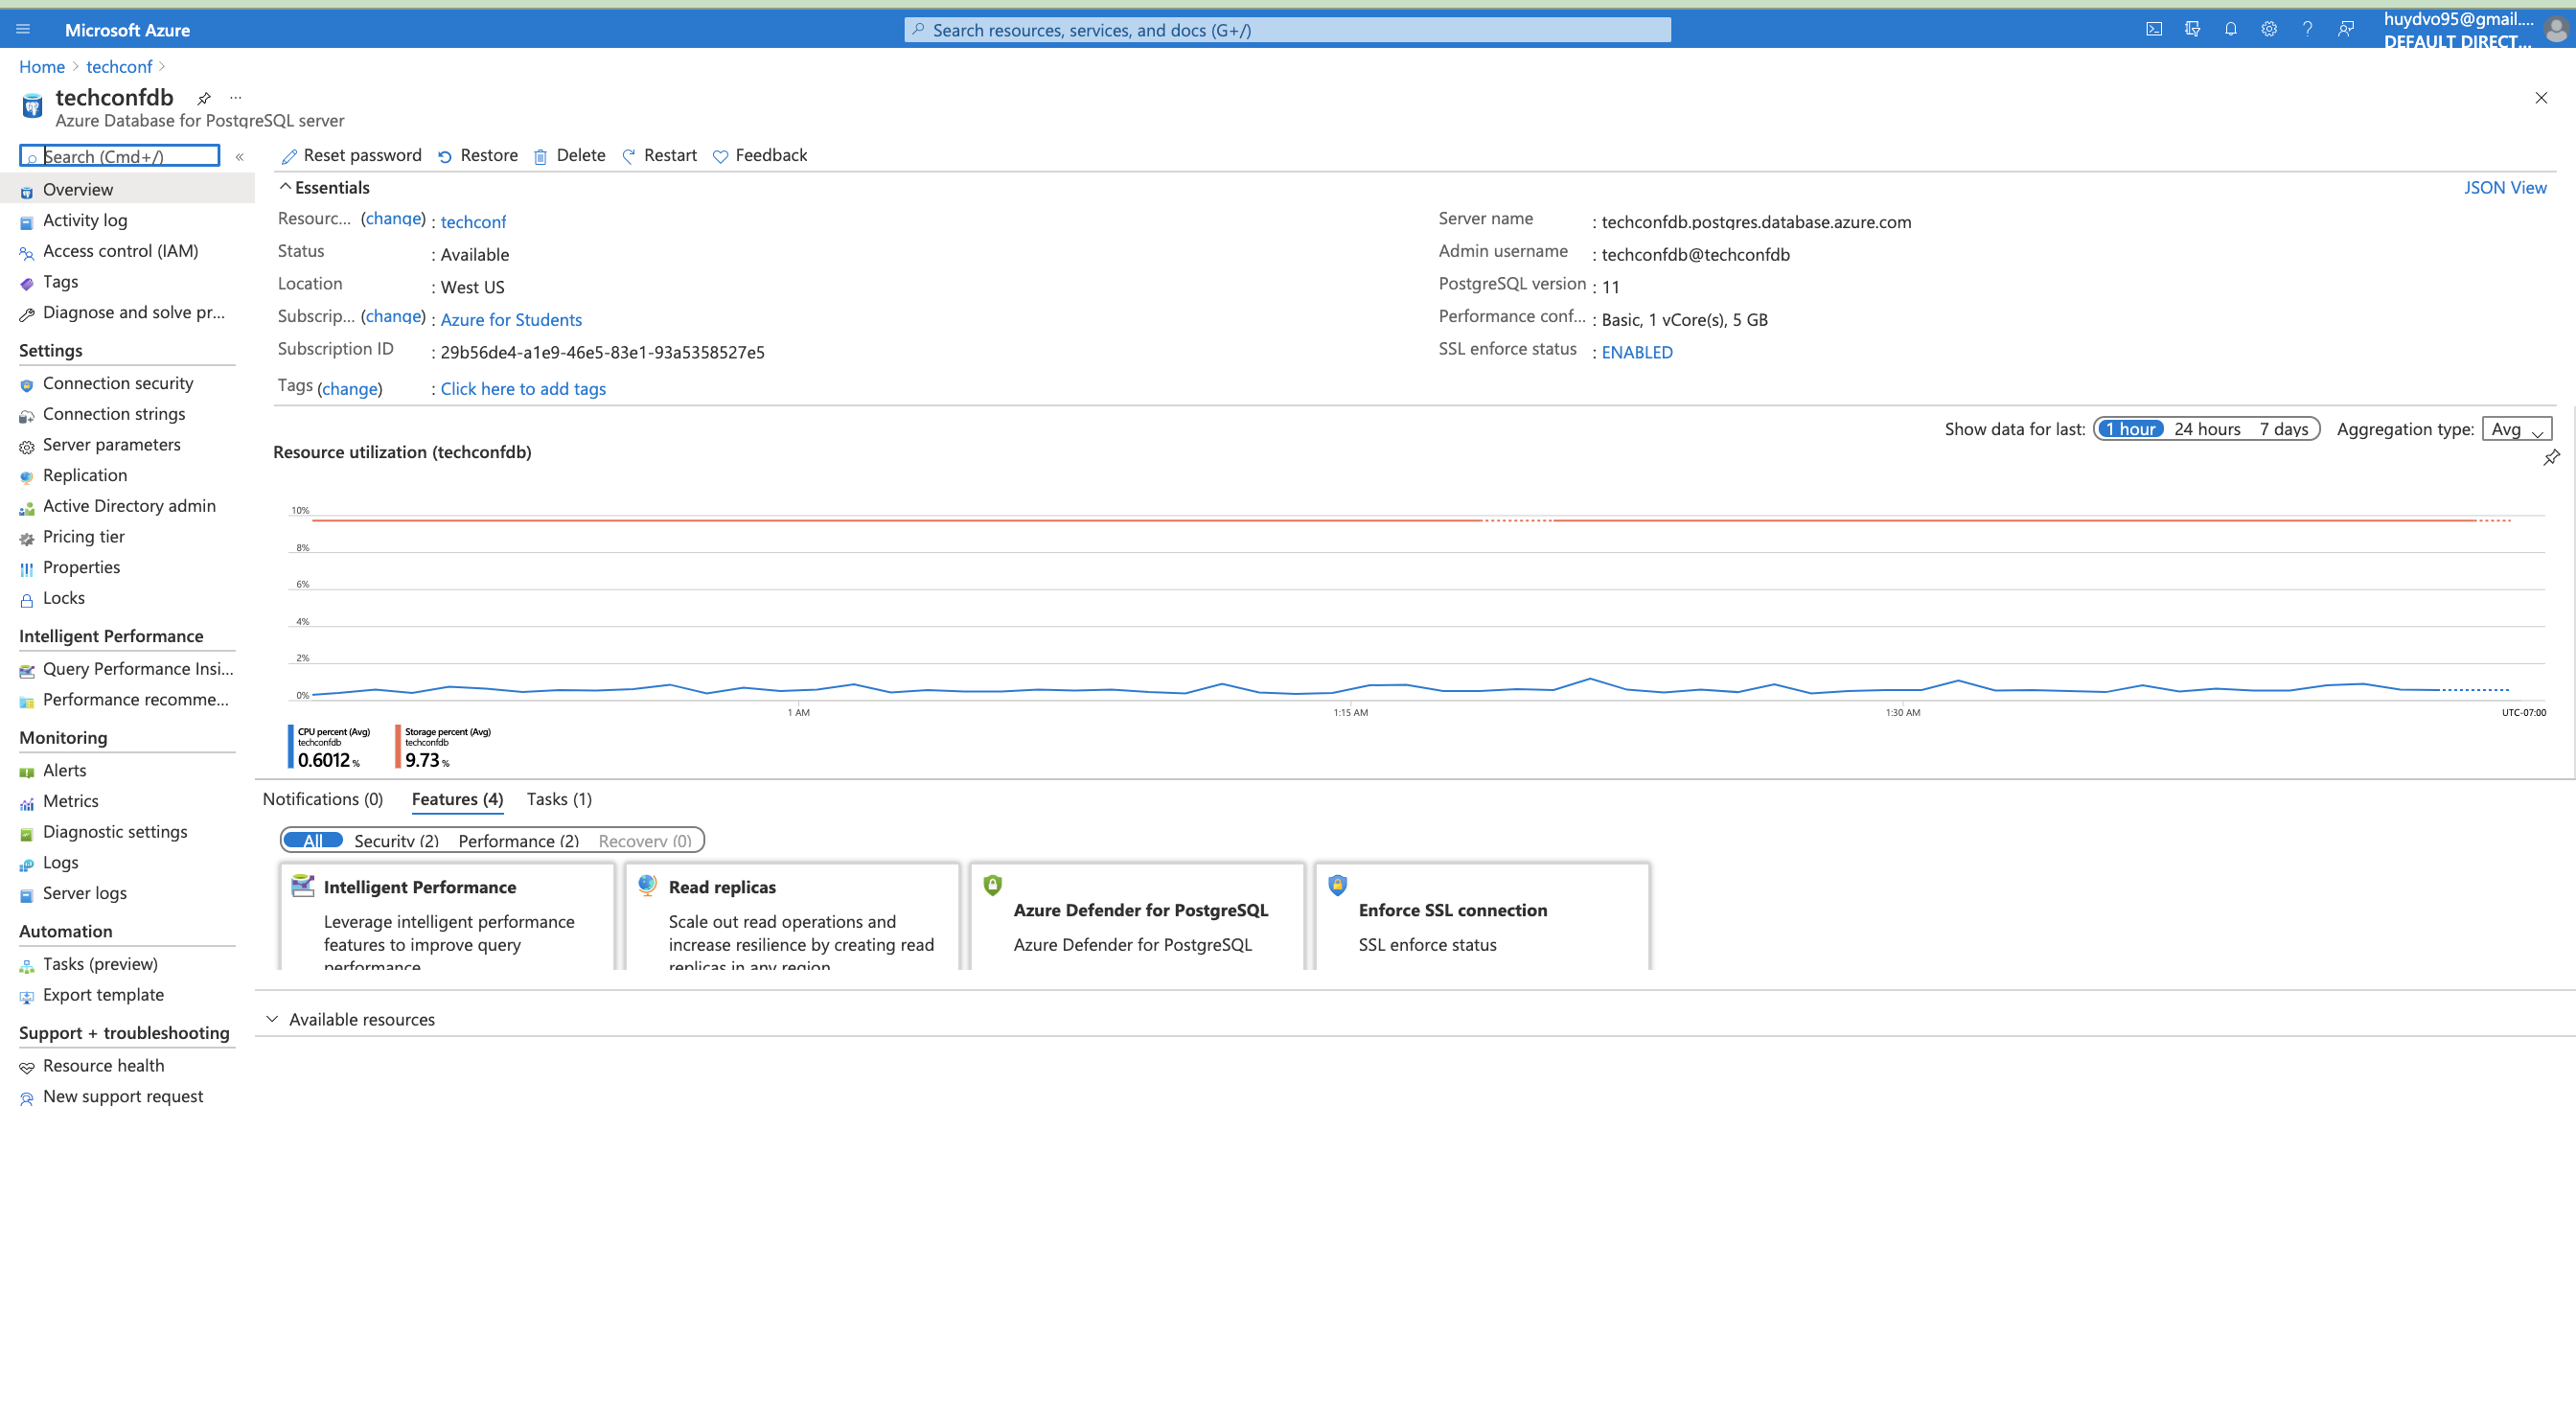 Microsoft Azure
Search resources, services, and docs (G+/)
huydvo95@gmail....
DEFAULT DIRECT...
Home > techconf >
techconfdb
...
Azure Database for PostgreSQL server
Search (Cmd+/)
«
Reset password
Restore
Delete
Restart
Feedback
Overview
Activity log
Access control (IAM)
Tags
Diagnose and solve pr...
Settings
Connection security
Connection strings
Server parameters
Replication
Active Directory admin
Pricing tier
Properties
Locks
Intelligent Performance
Query Performance Insi...
Performance recomme...
Monitoring
Alerts
Metrics
Diagnostic settings
Logs
Server logs
Automation
Tasks (preview)
Export template
Support + troubleshooting
Resource health
New support request
Essentials
JSON View
Resourc... (change) : techconf
Status : Available
Location : West US
Subscrip... (change) : Azure for Students
Subscription ID : 29b56de4-a1e9-46e5-83e1-93a5358527e5
Tags (change) : Click here to add tags
Server name : techconfdb.postgres.database.azure.com
Admin username : techconfdb@techconfdb
PostgreSQL version : 11
Performance conf... : Basic, 1 vCore(s), 5 GB
SSL enforce status : ENABLED
Show data for last: 1 hour 24 hours 7 days Aggregation type: Avg
Resource utilization (techconfdb)
10%
8%
6%
4%
2%
0%
1 AM
1:15 AM
1:30 AM
UTC-07:00
CPU percent (Avg)
techconfdb
0.6012 %
Storage percent (Avg)
techconfdb
9.73 %
Notifications (0)
Features (4)
Tasks (1)
All
Security (2)
Performance (2)
Recovery (0)
Intelligent Performance
Leverage intelligent performance
features to improve query
performance
Read replicas
Scale out read operations and
increase resilience by creating read
replicas in any region
Azure Defender for PostgreSQL
Azure Defender for PostgreSQL
Enforce SSL connection
SSL enforce status
Available resources